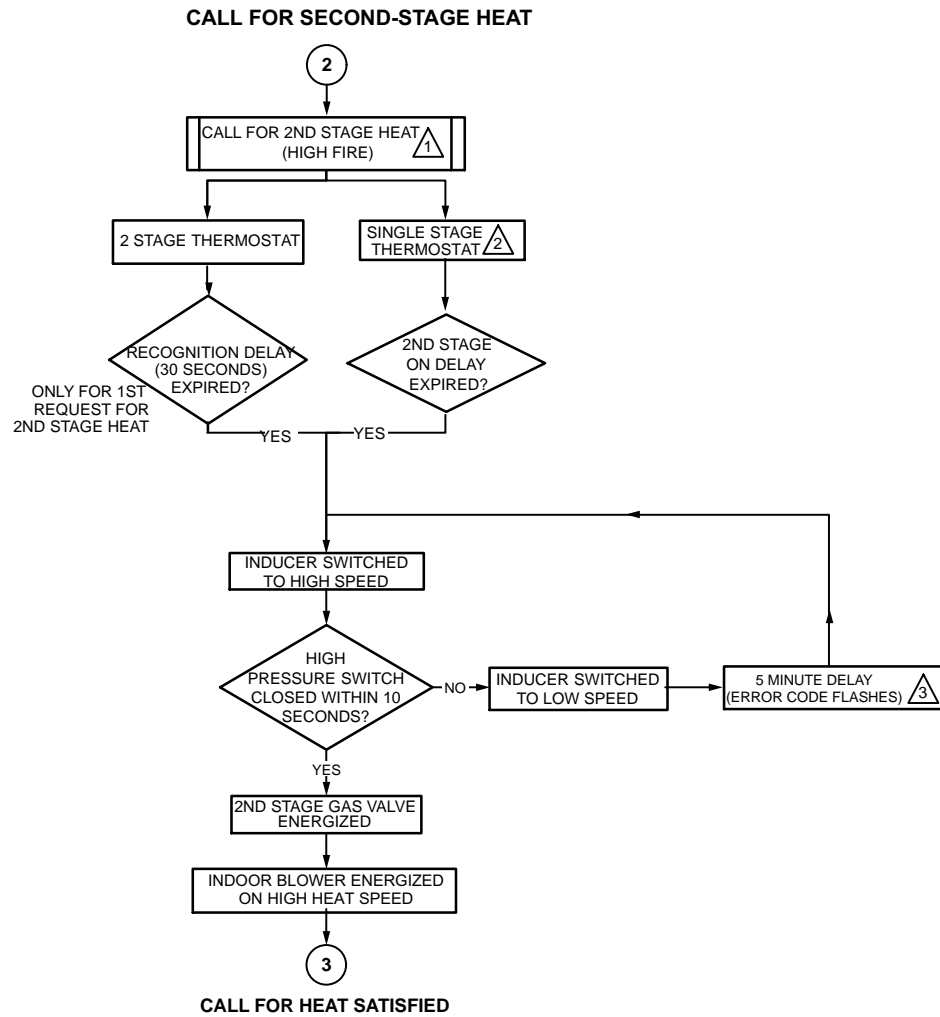 CALL FOR SECOND-STAGE HEAT
2
CALL FOR 2ND STAGE HEAT
(HIGH FIRE)
1
2 STAGE THERMOSTAT
SINGLE STAGE
THERMOSTAT
2
RECOGNITION DELAY
(30 SECONDS)
EXPIRED?
2ND STAGE
ON DELAY
EXPIRED?
ONLY FOR 1ST
REQUEST FOR
2ND STAGE HEAT
YES
YES
INDUCER SWITCHED
TO HIGH SPEED
HIGH
PRESSURE SWITCH
CLOSED WITHIN 10
SECONDS?
NO
INDUCER SWITCHED
TO LOW SPEED
5 MINUTE DELAY
(ERROR CODE FLASHES)
3
YES
2ND STAGE GAS VALVE
ENERGIZED
INDOOR BLOWER ENERGIZED
ON HIGH HEAT SPEED
3
CALL FOR HEAT SATISFIED